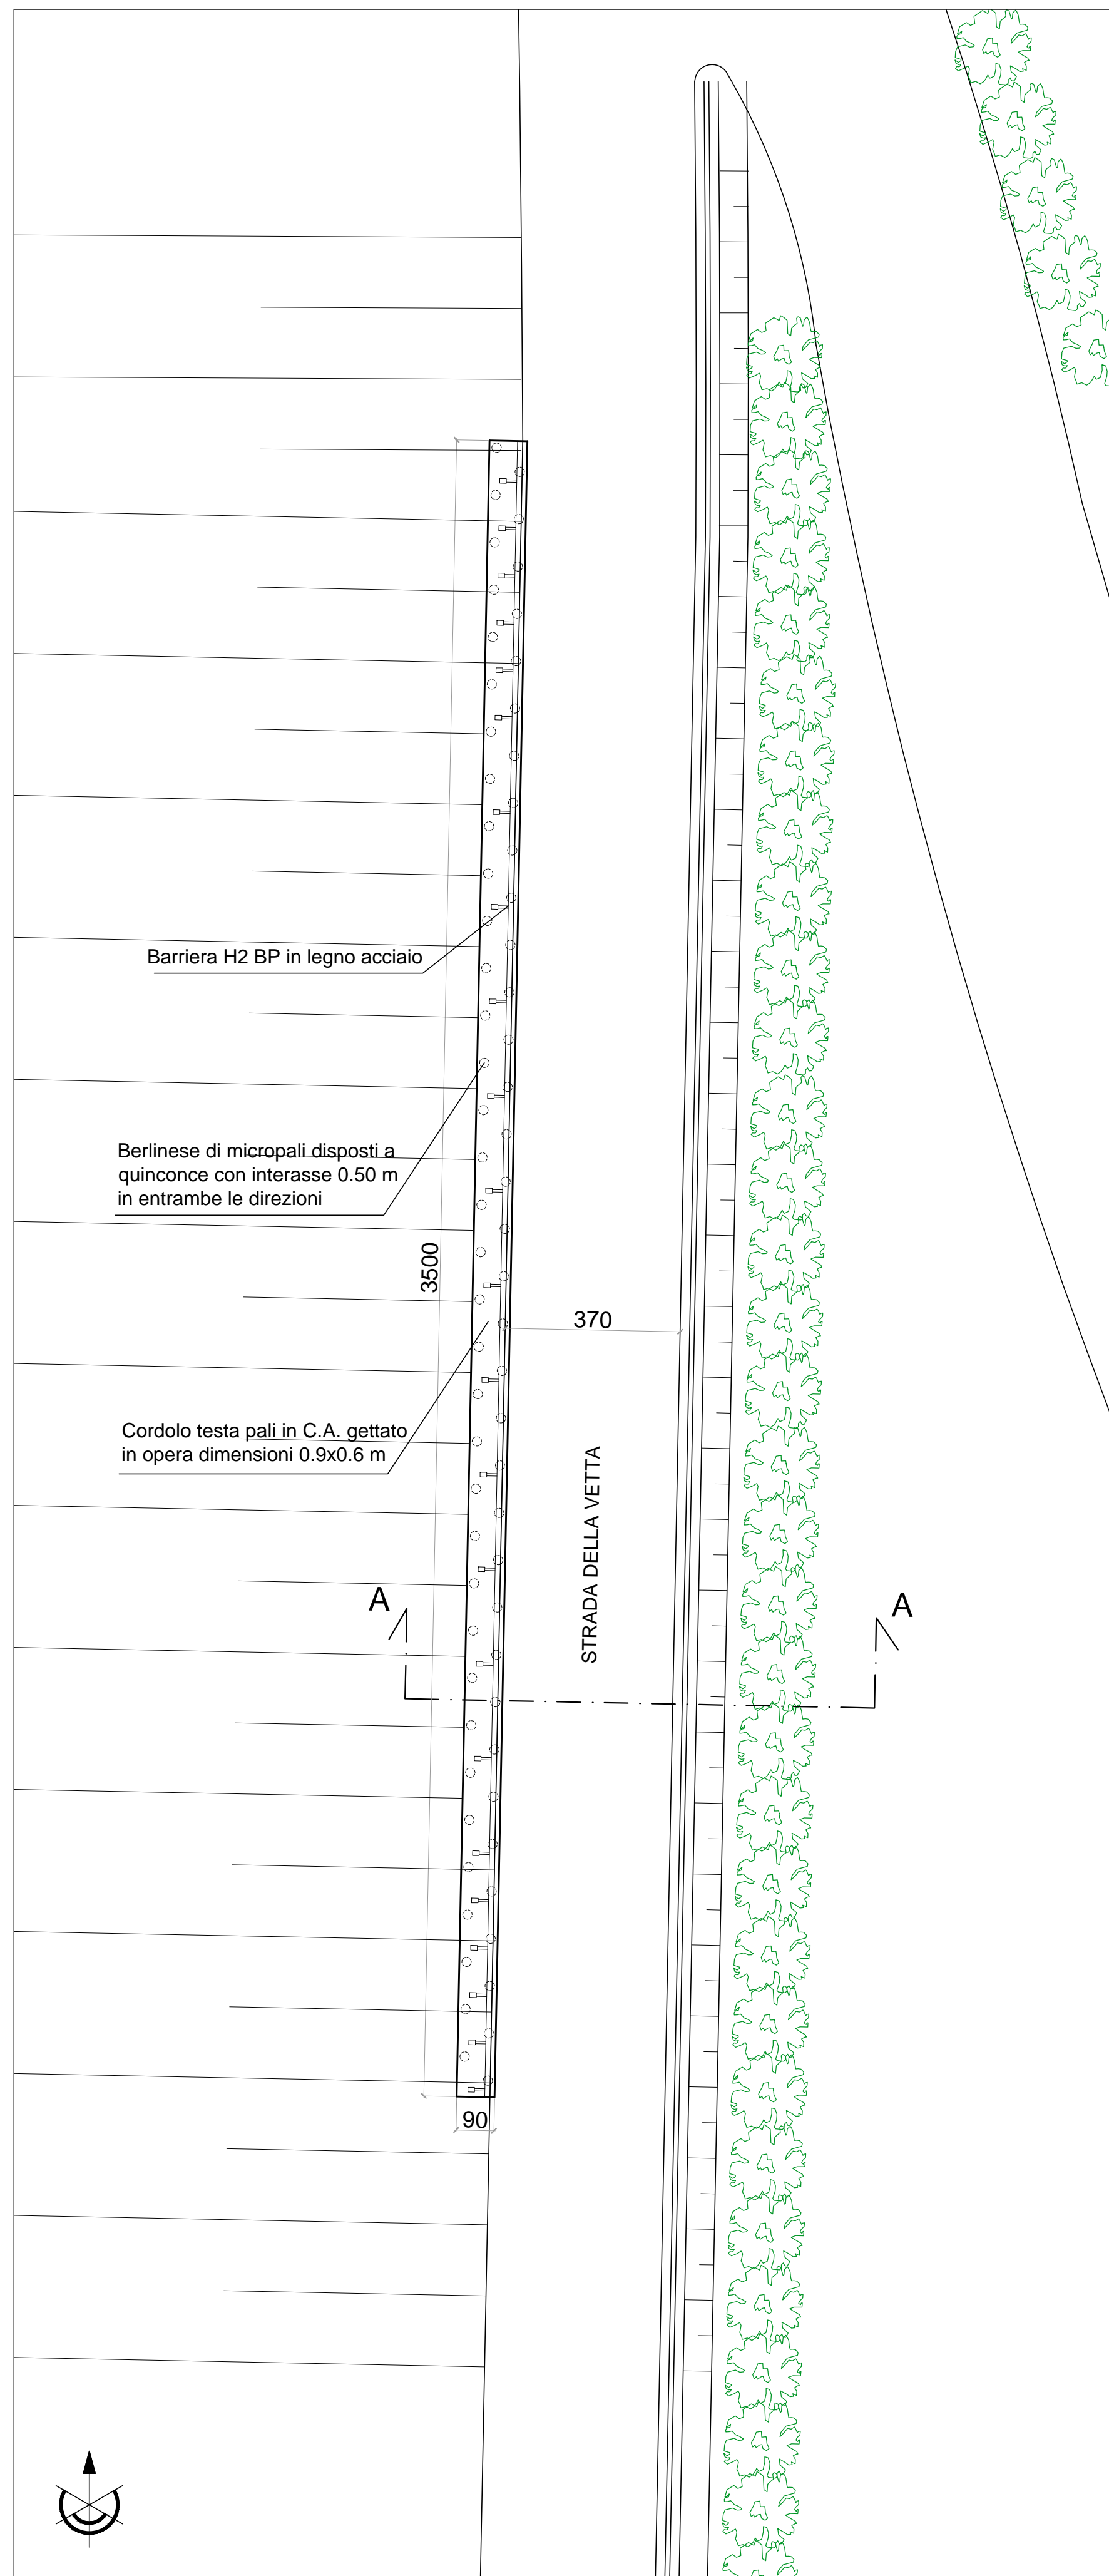 Barriera H2 BP in legno acciaio
Berlinese di micropali disposti a
quinconce con interasse 0.50 m
in entrambe le direzioni
3500
370
Cordolo testa pali in C.A. gettato
in opera dimensioni 0.9x0.6 m
STRADA DELLA VETTA
A
A
90